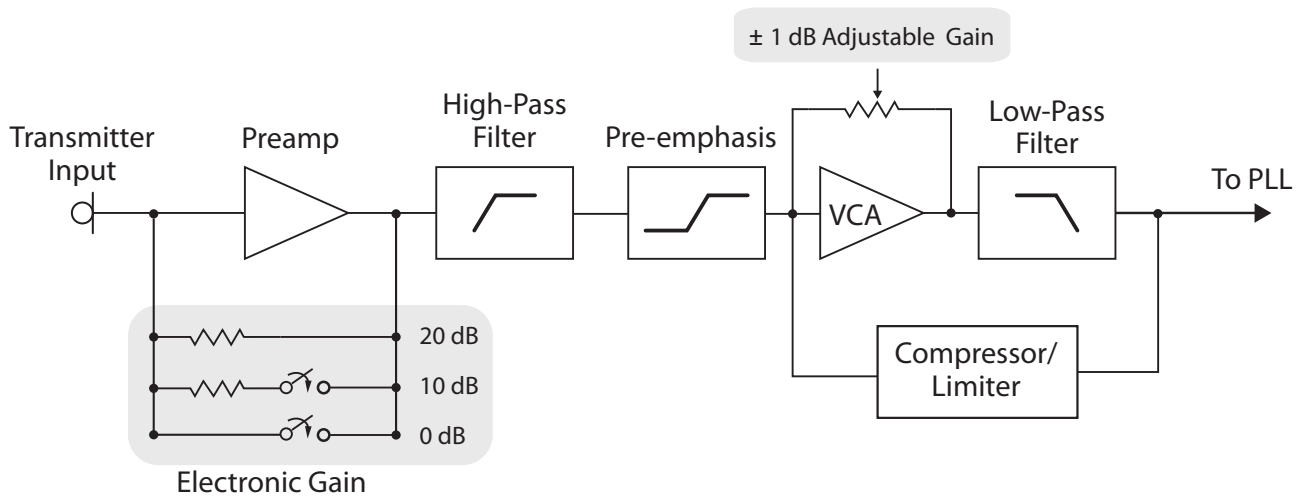 ± 1 dB Adjustable Gain
Transmitter
Input
Preamp
High-Pass
Filter
Pre-emphasis
VCA
Low-Pass
Filter
To PLL
20 dB
10 dB
0 dB
Electronic Gain
Compressor/
Limiter